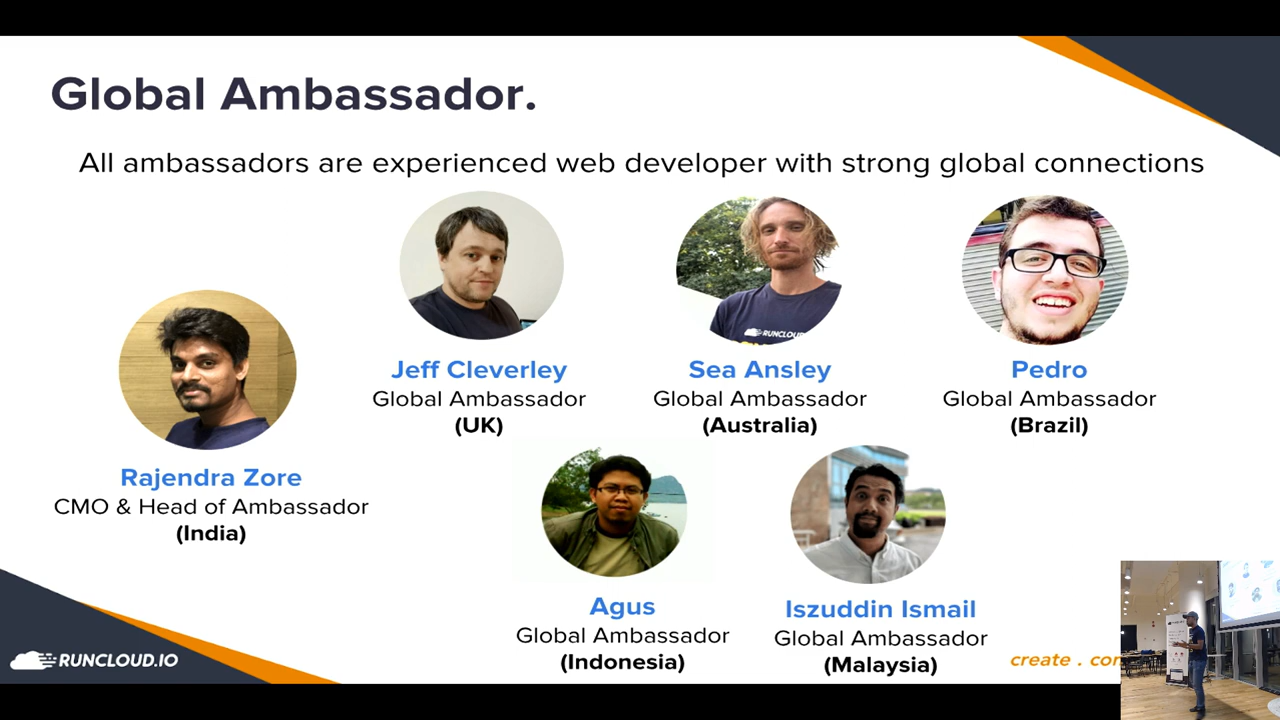 Global Ambassador.
All ambassadors are experienced web developer with strong global connections
RUNCLOUD
Jeff Cleverley
Global Ambassador
(UK)
Sea Ansley
Global Ambassador
(Australia)
Pedro
Global Ambassador
(Brazil)
Rajendra Zore
CMO & Head of Ambassador
(India)
Agus
Global Ambassador
(Indonesia)
Iszuddin Ismail
Global Ambassador
(Malaysia)
RUNCLOUD.IO
create . con